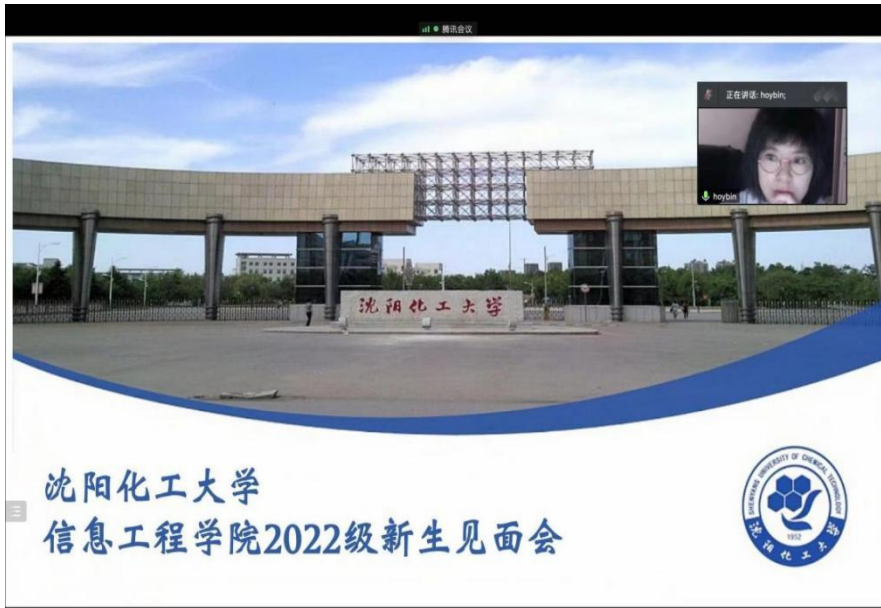 腾讯会议
正在讲话: hoybin;
hoybin
沈阳化工大学
沈阳化工大学
信息工程学院2022级新生见面会
SHENYANG UNIVERSITY OF CHEMICAL TECHNOLOGY
1952
沈阳化工大学